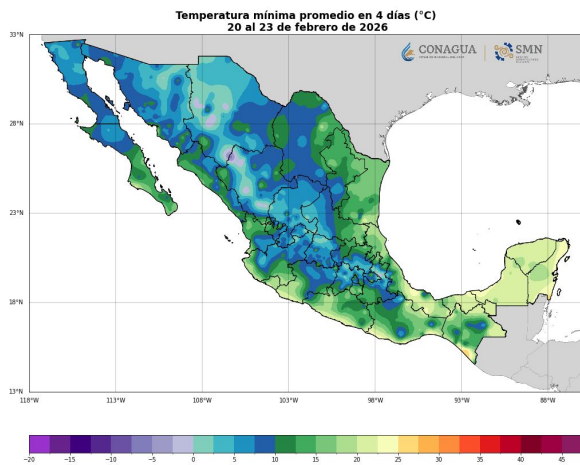 Temperatura mínima promedio en 4 días (°C)
20 al 23 de febrero de 2026
CONAGUA
SMN
33°N
28°N
23°N
18°N
13°N
118°W 113°W 108°W 103°W 98°W 93°W 88°W
−20 −15 −10 −5 0 5 10 15 20 25 30 35 40 45